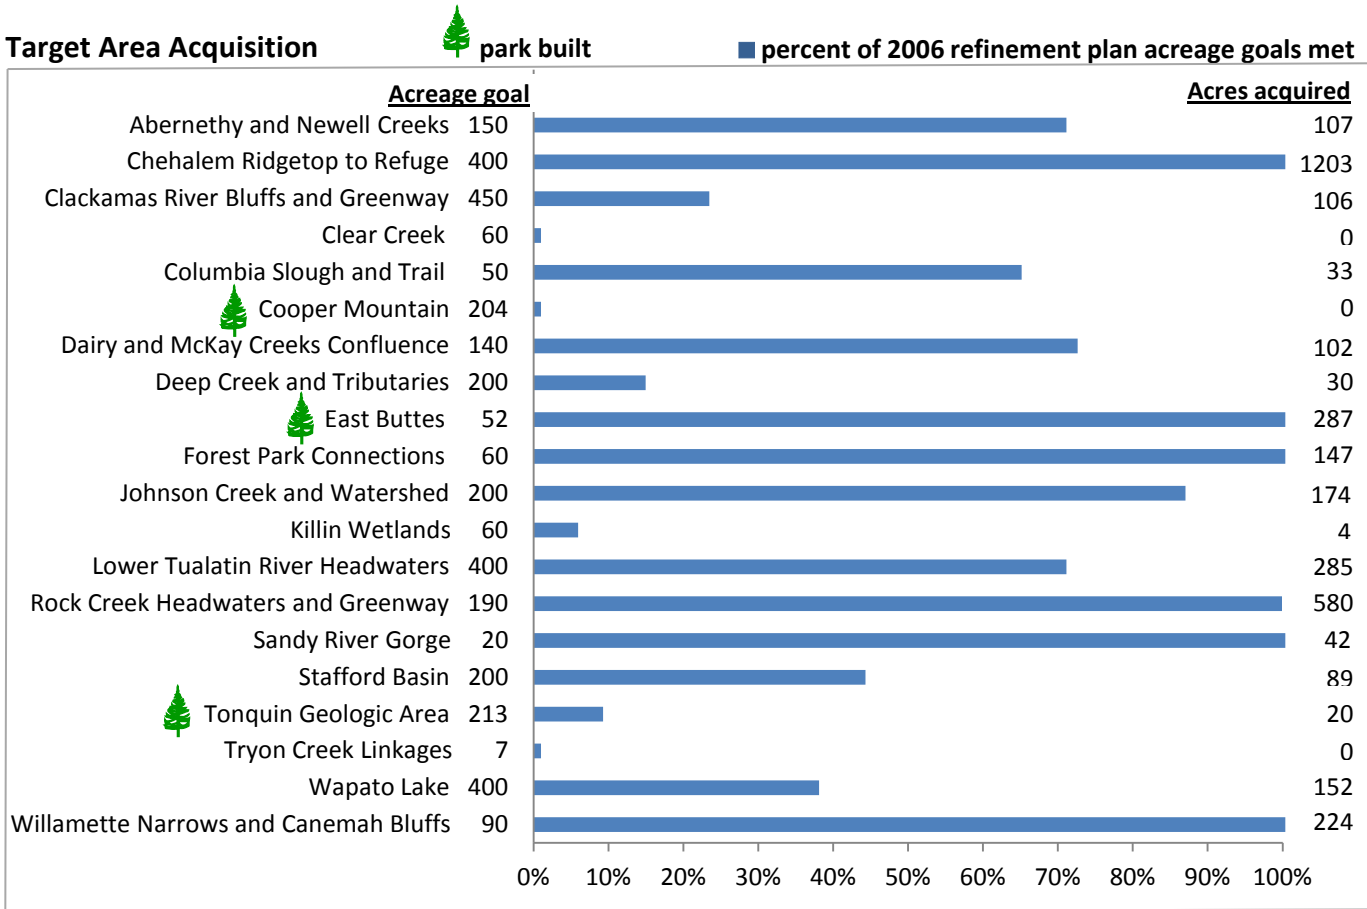 Target Area Acquisition park built percent of 2006 refinement plan acreage goals met
Acreage goal Acres acquired
Abernethy and Newell Creeks 150 107
Chehalem Ridgetop to Refuge 400 1203
Clackamas River Bluffs and Greenway 450 106
Clear Creek 60 0
Columbia Slough and Trail 50 33
Cooper Mountain 204 0
Dairy and McKay Creeks Confluence 140 102
Deep Creek and Tributaries 200 30
East Buttes 52 287
Forest Park Connections 60 147
Johnson Creek and Watershed 200 174
Killin Wetlands 60 4
Lower Tualatin River Headwaters 400 285
Rock Creek Headwaters and Greenway 190 580
Sandy River Gorge 20 42
Stafford Basin 200 89
Tonquin Geologic Area 213 20
Tryon Creek Linkages 7 0
Wapato Lake 400 152
Willamette Narrows and Canemah Bluffs 90 224
0% 10% 20% 30% 40% 50% 60% 70% 80% 90% 100%